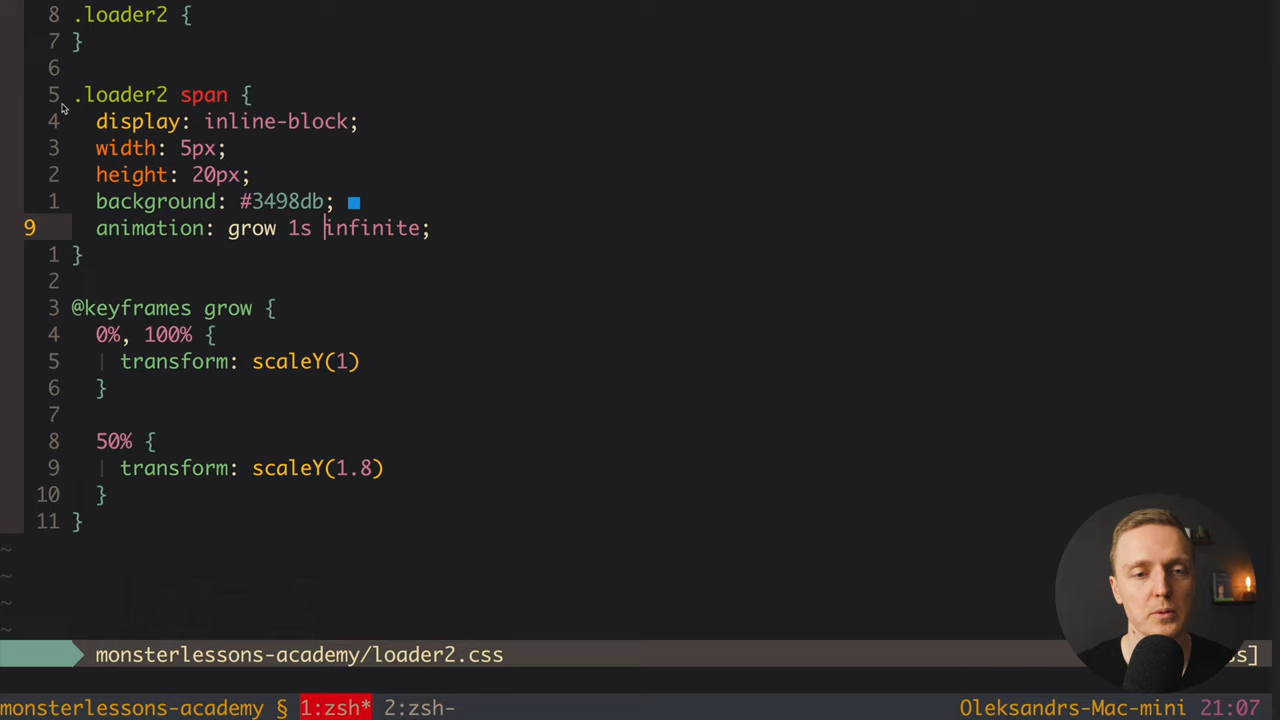 8 .loader2 {
7 }
6
5 .loader2 span {
4 display: inline-block;
3 width: 5px;
2 height: 20px;
1 background: #3498db;
9 animation: grow 1s infinite;
1 }
2
3 @keyframes grow {
4 0%, 100% {
5 transform: scaleY(1)
6 }
7
8 50% {
9 transform: scaleY(1.8)
10 }
11 }
~
~
~
~
monsterlessons-academy/loader2.css s]
monsterlessons-academy § 1:zsh* 2:zsh- Oleksandrs-Mac-mini 21:07